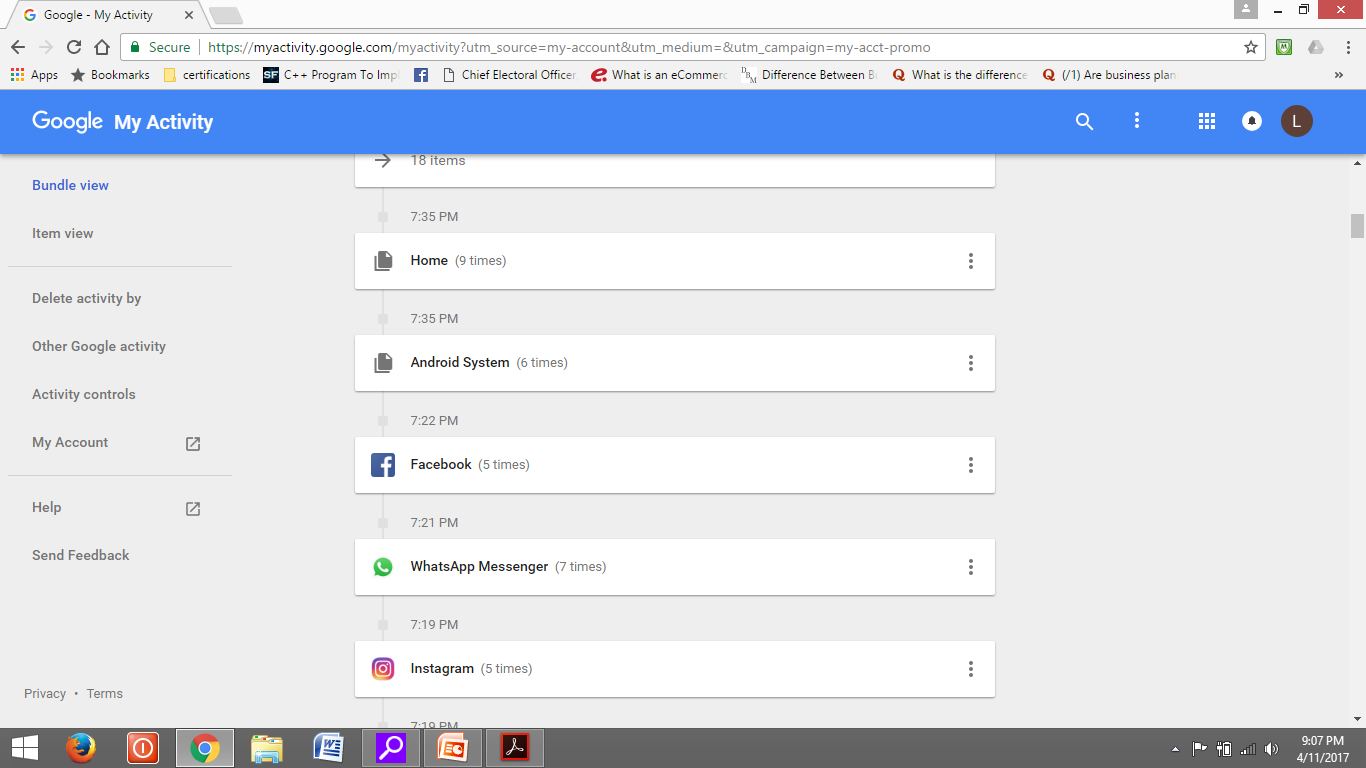 Google - My Activity
Secure https://myactivity.google.com/myactivity?utm_source=my-account&utm_medium=&utm_campaign=my-acct-promo
Apps Bookmarks certifications SF C++ Program To Impl Chief Electoral Officer What is an eCommerc DBM Difference Between B What is the difference (/1) Are business plan »
Google My Activity L
18 items
Bundle view
Item view
Delete activity by
Other Google activity
Activity controls
My Account
Help
Send Feedback
Privacy • Terms
7:35 PM
Home (9 times)
7:35 PM
Android System (6 times)
7:22 PM
Facebook (5 times)
7:21 PM
WhatsApp Messenger (7 times)
7:19 PM
Instagram (5 times)
7:19 PM
9:07 PM
4/11/2017